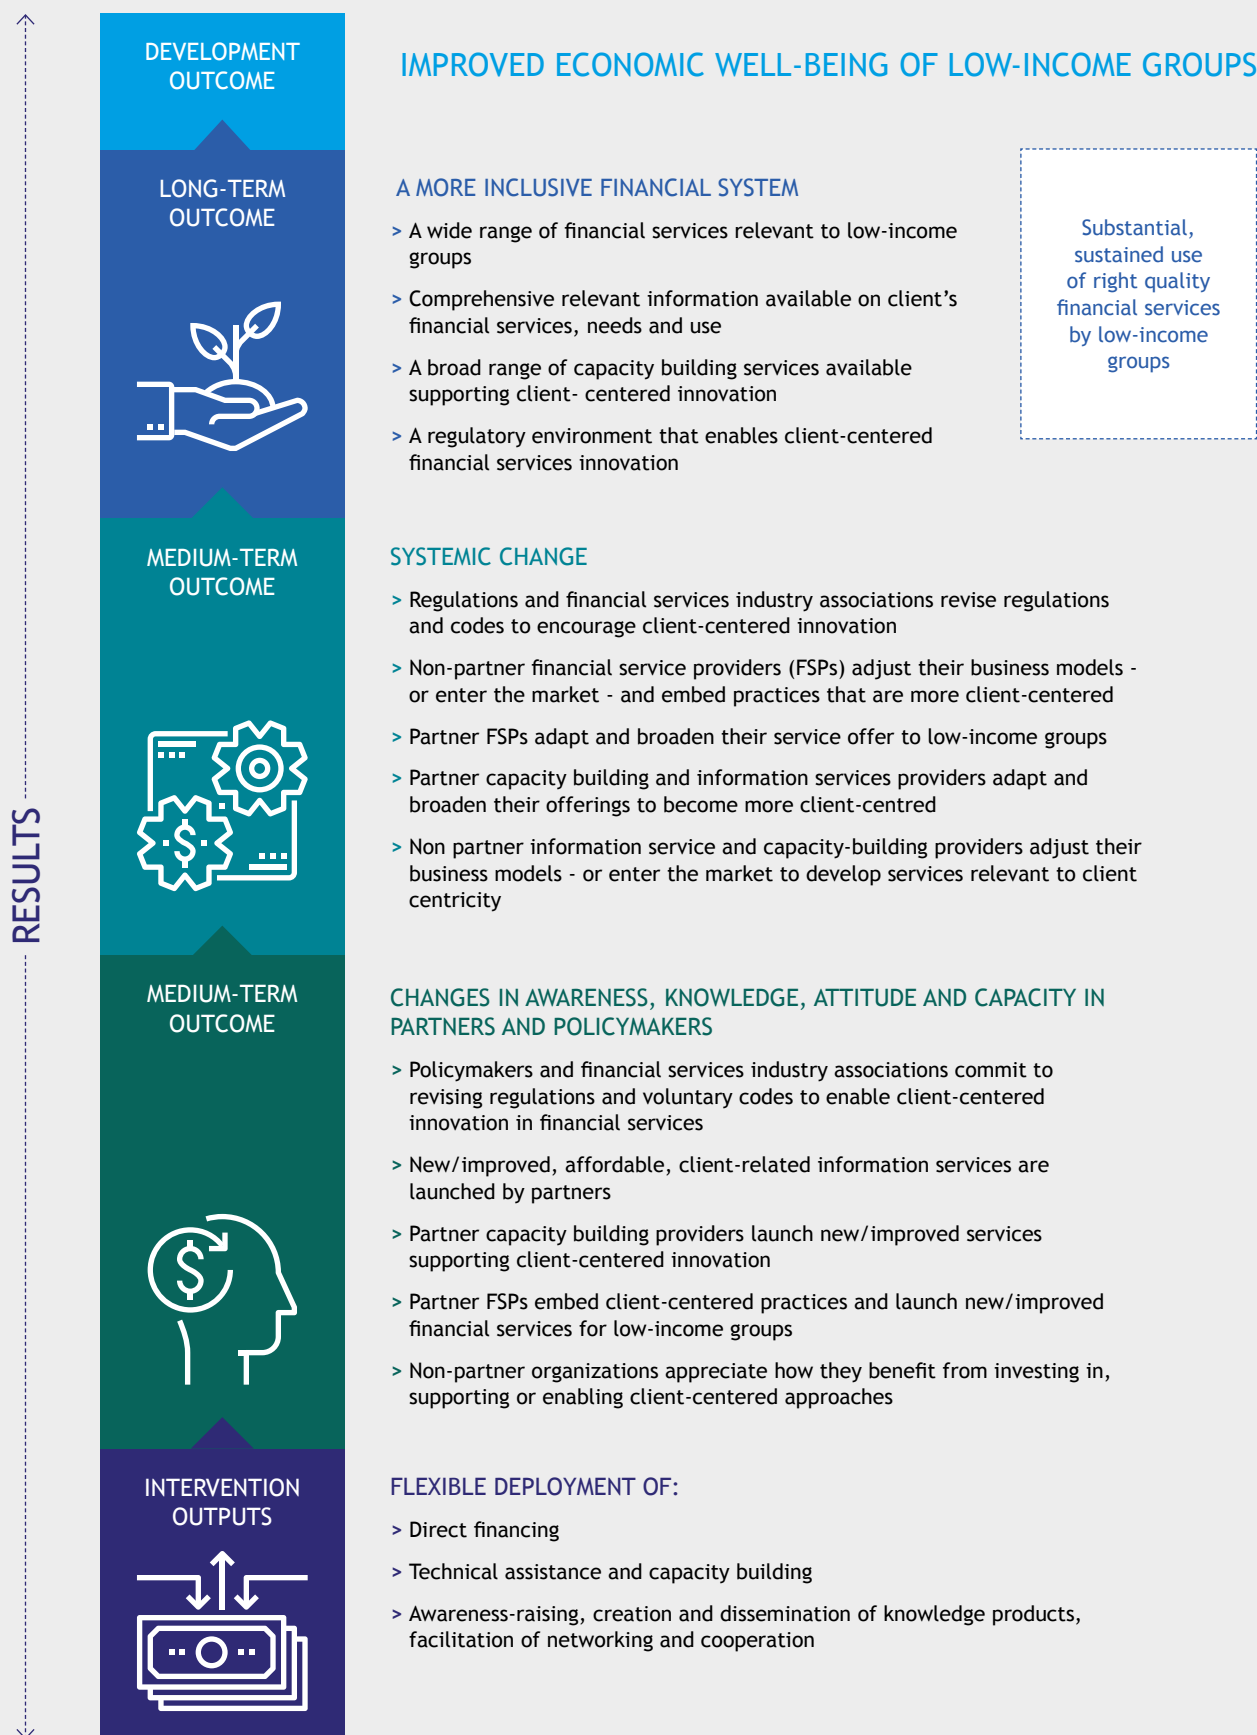 RESULTS
DEVELOPMENT
OUTCOME
IMPROVED ECONOMIC WELL-BEING OF LOW-INCOME GROUPS
LONG-TERM
OUTCOME
A MORE INCLUSIVE FINANCIAL SYSTEM
> A wide range of financial services relevant to low-income
groups
> Comprehensive relevant information available on client’s
financial services, needs and use
> A broad range of capacity building services available
supporting client- centered innovation
> A regulatory environment that enables client-centered
financial services innovation
Substantial,
sustained use
of right quality
financial services
by low-income
groups
MEDIUM-TERM
OUTCOME
SYSTEMIC CHANGE
> Regulations and financial services industry associations revise regulations
and codes to encourage client-centered innovation
> Non-partner financial service providers (FSPs) adjust their business models -
or enter the market - and embed practices that are more client-centered
> Partner FSPs adapt and broaden their service offer to low-income groups
> Partner capacity building and information services providers adapt and
broaden their offerings to become more client-centred
> Non partner information service and capacity-building providers adjust their
business models - or enter the market to develop services relevant to client
centricity
MEDIUM-TERM
OUTCOME
CHANGES IN AWARENESS, KNOWLEDGE, ATTITUDE AND CAPACITY IN
PARTNERS AND POLICYMAKERS
> Policymakers and financial services industry associations commit to
revising regulations and voluntary codes to enable client-centered
innovation in financial services
> New/improved, affordable, client-related information services are
launched by partners
> Partner capacity building providers launch new/improved services
supporting client-centered innovation
> Partner FSPs embed client-centered practices and launch new/improved
financial services for low-income groups
> Non-partner organizations appreciate how they benefit from investing in,
supporting or enabling client-centered approaches
INTERVENTION
OUTPUTS
FLEXIBLE DEPLOYMENT OF:
> Direct financing
> Technical assistance and capacity building
> Awareness-raising, creation and dissemination of knowledge products,
facilitation of networking and cooperation